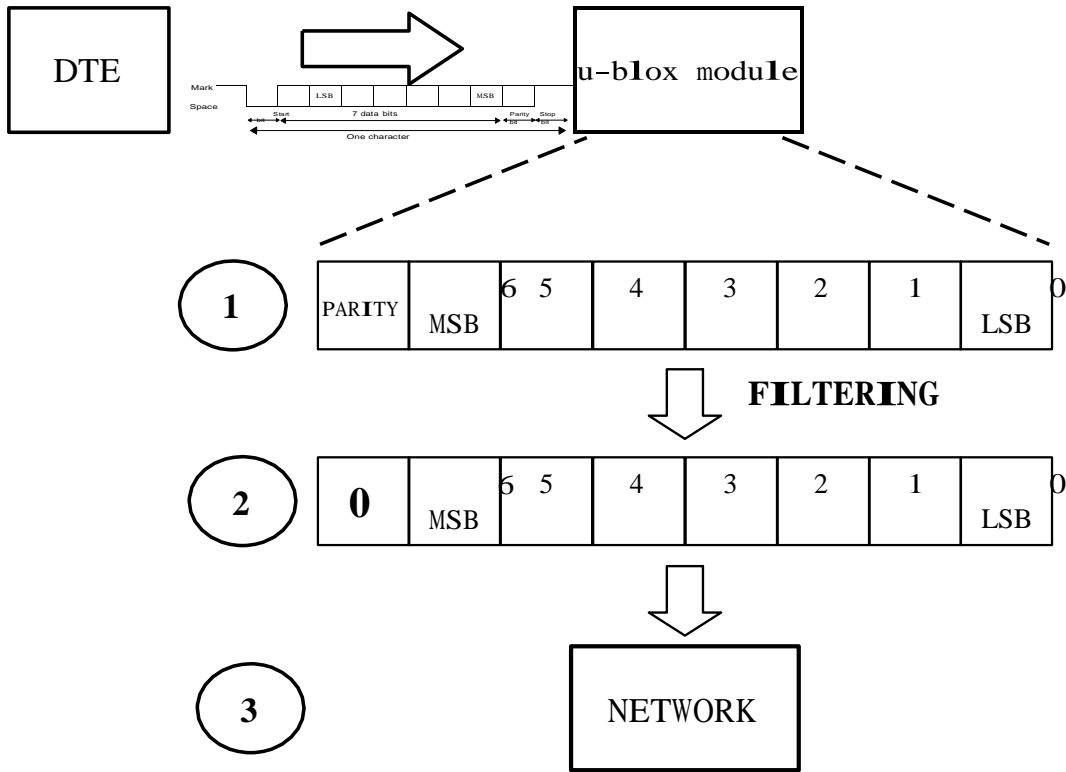 DTE
u-blox module
Mark
LSB
MSB
Space
Start
bit
7 data bits
Parity
bit
Stop
bit
One character
1
PARITY
MSB
6
5
4
3
2
1
LSB
0
FILTERING
2
0
MSB
6
5
4
3
2
1
LSB
0
3
NETWORK